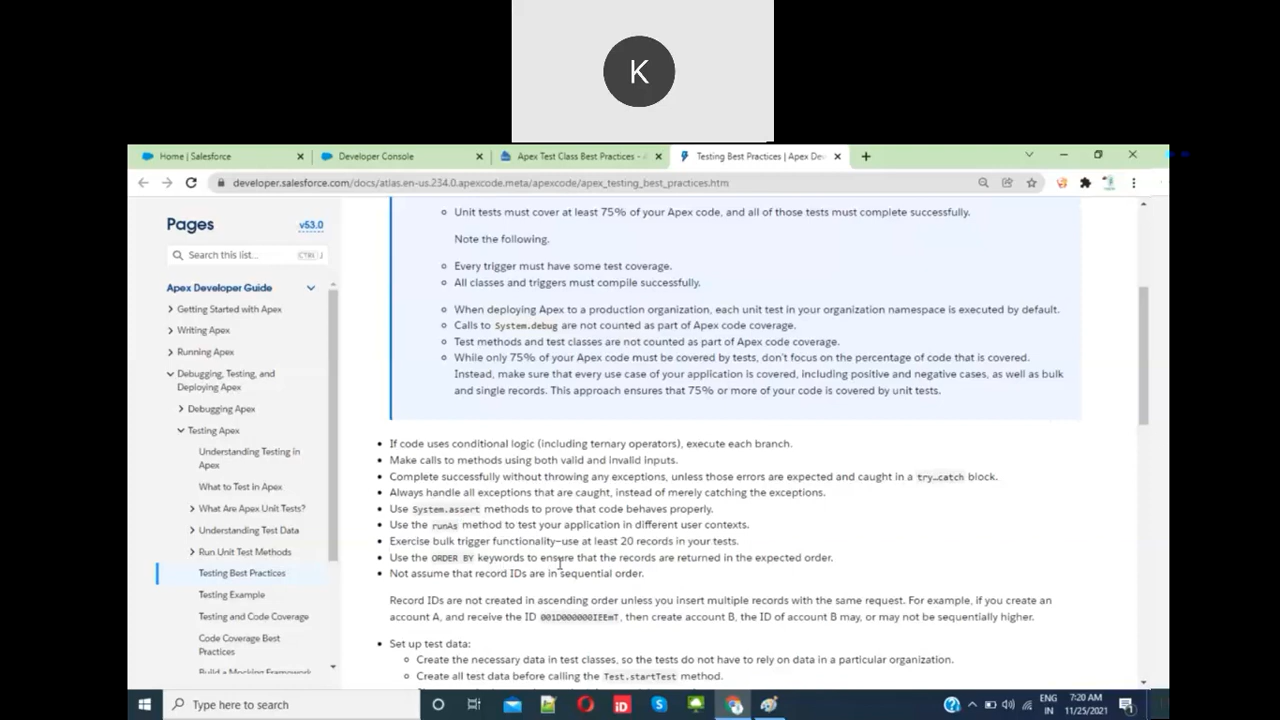 K
Home | Salesforce
Developer Console
Apex Test Class Best Practices - A
Testing Best Practices | Apex De
developer.salesforce.com/docs/atlas.en-us.234.0.apexcode.meta/apexcode/apex_testing_best_practices.htm
Pages
v53.0
Search this list...
CTRL J
Apex Developer Guide
Getting Started with Apex
Writing Apex
Running Apex
Debugging, Testing, and
Deploying Apex
Debugging Apex
Testing Apex
Understanding Testing in
Apex
What to Test in Apex
What Are Apex Unit Tests?
Understanding Test Data
Run Unit Test Methods
Testing Best Practices
Testing Example
Testing and Code Coverage
Code Coverage Best
Practices
Build a Mocking Framework
Unit tests must cover at least 75% of your Apex code, and all of those tests must complete successfully.
Note the following.
Every trigger must have some test coverage.
All classes and triggers must compile successfully.
When deploying Apex to a production organization, each unit test in your organization namespace is executed by default.
Calls to System.debug are not counted as part of Apex code coverage.
Test methods and test classes are not counted as part of Apex code coverage.
While only 75% of your Apex code must be covered by tests, don't focus on the percentage of code that is covered.
Instead, make sure that every use case of your application is covered, including positive and negative cases, as well as bulk
and single records. This approach ensures that 75% or more of your code is covered by unit tests.
If code uses conditional logic (including ternary operators), execute each branch.
Make calls to methods using both valid and invalid inputs.
Complete successfully without throwing any exceptions, unless those errors are expected and caught in a try…catch block.
Always handle all exceptions that are caught, instead of merely catching the exceptions.
Use System.assert methods to prove that code behaves properly.
Use the runAs method to test your application in different user contexts.
Exercise bulk trigger functionality—use at least 20 records in your tests.
Use the ORDER BY keywords to ensure that the records are returned in the expected order.
Not assume that record IDs are in sequential order.
Record IDs are not created in ascending order unless you insert multiple records with the same request. For example, if you create an
account A, and receive the ID 001D000000IEEmT, then create account B, the ID of account B may, or may not be sequentially higher.
Set up test data:
Create the necessary data in test classes, so the tests do not have to rely on data in a particular organization.
Create all test data before calling the Test.startTest method.
Type here to search
iD
ENG
IN
7:20 AM
11/25/2021